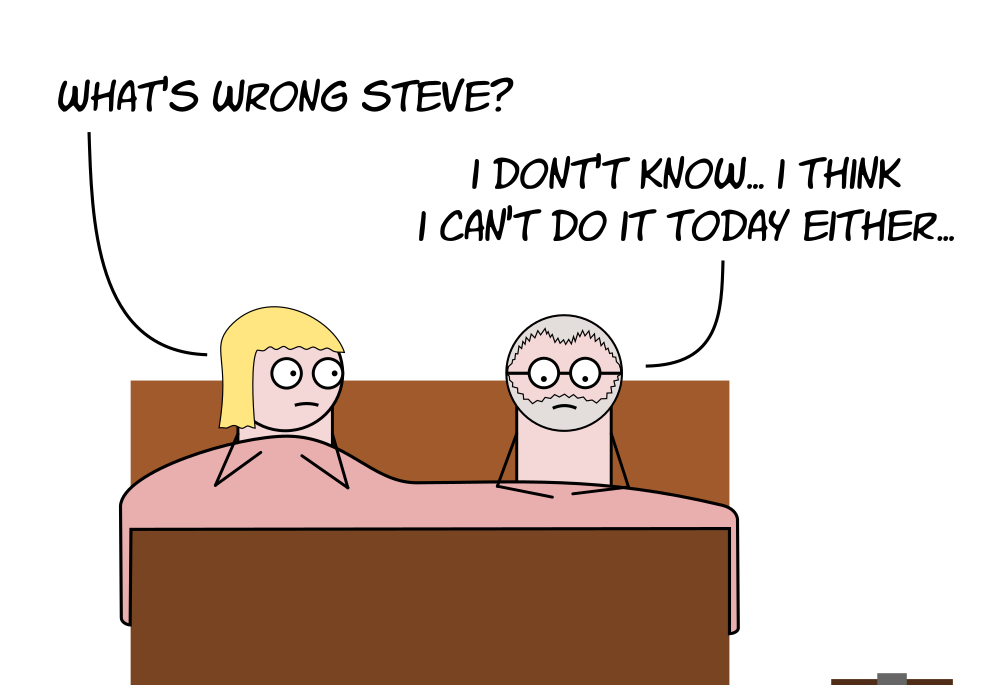 WHAT'S WRONG STEVE?
I DONT'T KNOW... I THINK
I CAN'T DO IT TODAY EITHER...